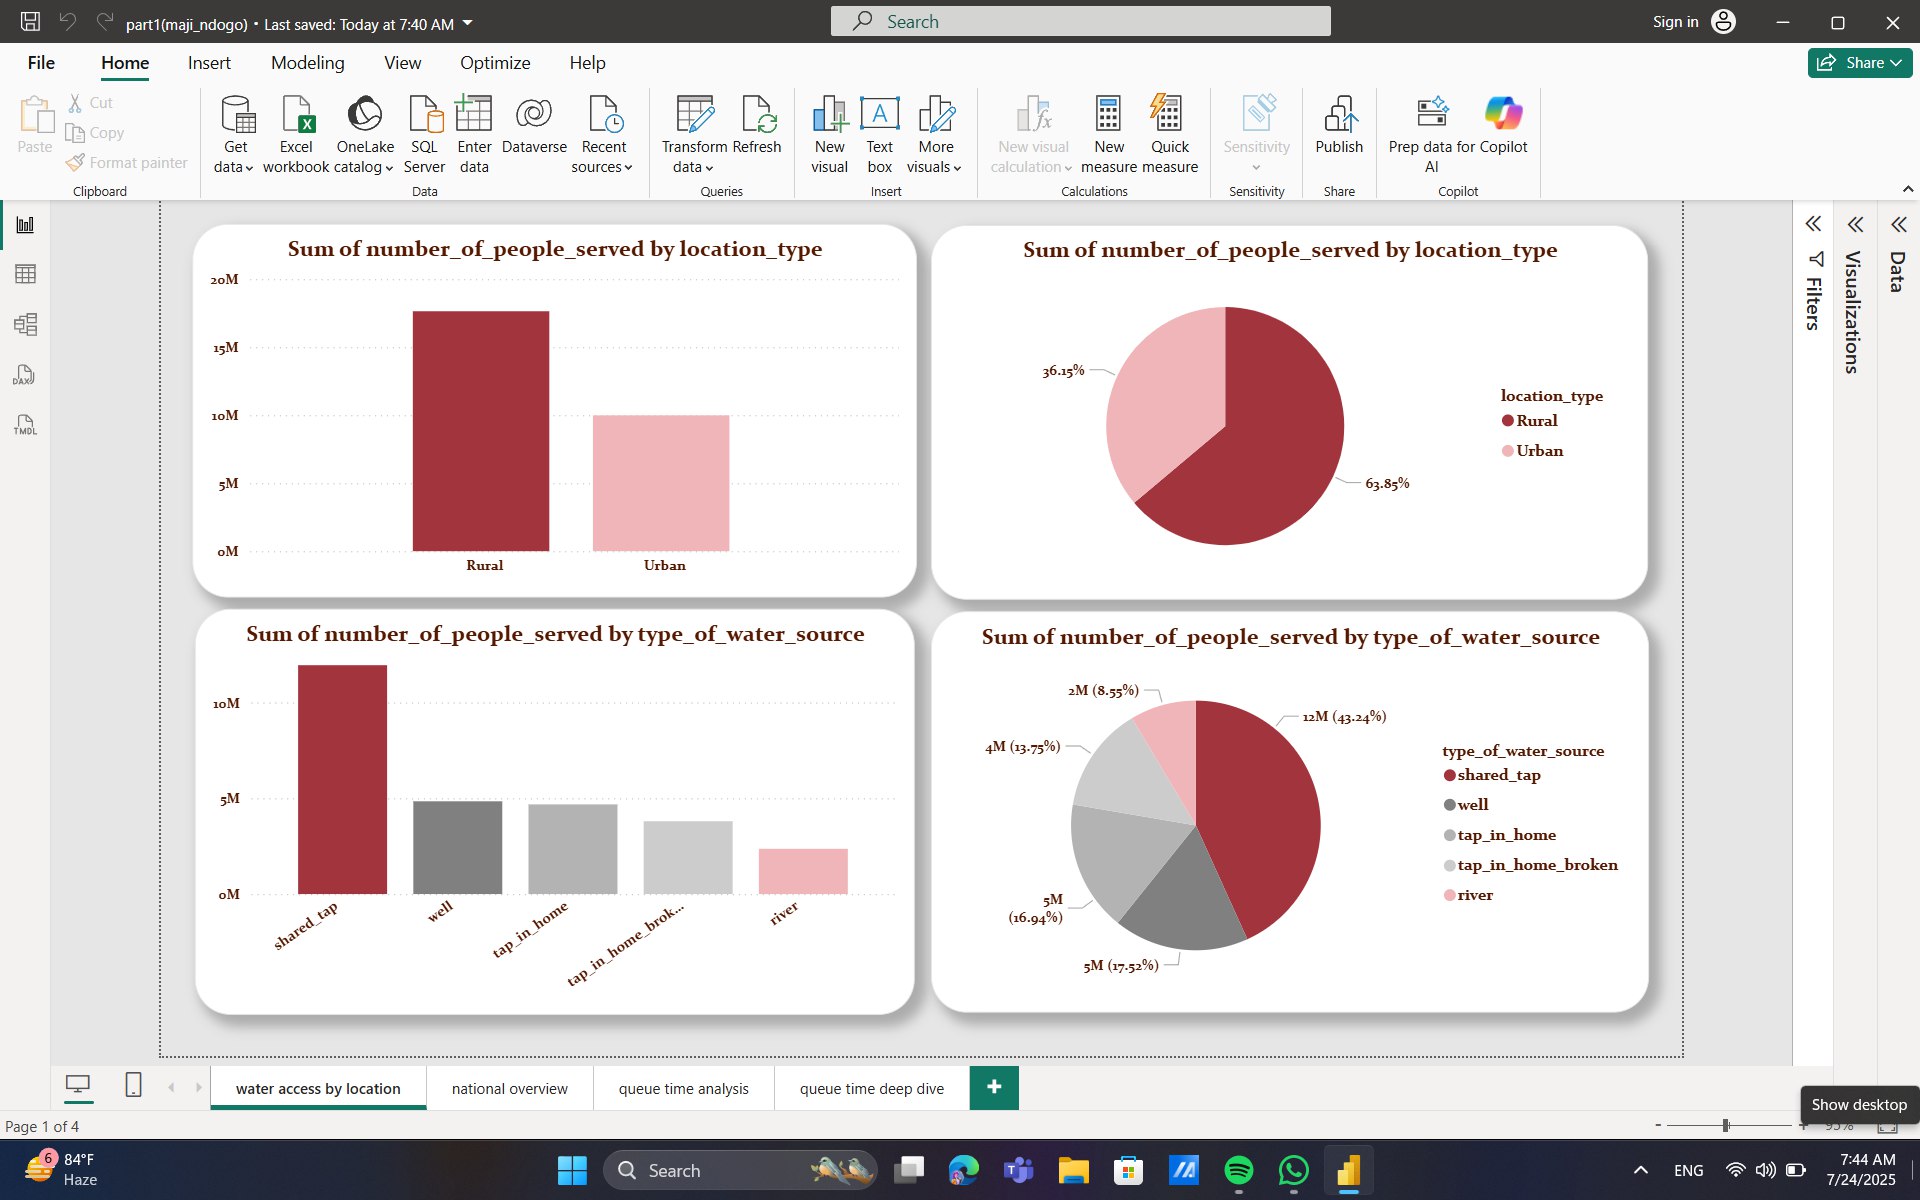 part1(maji_ndogo) • Last saved: Today at 7:40 AM
Search
Sign in
File Home Insert Modeling View Optimize Help
Share
Paste
Cut
Copy
Format painter
Clipboard
Get data
Excel workbook
OneLake catalog
SQL Server
Enter data
Dataverse
Recent sources
Data
Transform data
Refresh
Queries
New visual
Text box
More visuals
Insert
New visual calculation
New measure
Quick measure
Calculations
Sensitivity
Sensitivity
Publish
Share
Prep data for AI
Copilot
Copilot
DAX
TMDL
Sum of number_of_people_served by location_type
20M
15M
10M
5M
0M
Rural
Urban
Sum of number_of_people_served by location_type
36.15%
63.85%
location_type
Rural
Urban
Sum of number_of_people_served by type_of_water_source
10M
5M
0M
shared_tap
well
tap_in_home
tap_in_home_brok...
river
Sum of number_of_people_served by type_of_water_source
2M (8.55%)
12M (43.24%)
4M (13.75%)
5M
(16.94%)
5M (17.52%)
type_of_water_source
shared_tap
well
tap_in_home
tap_in_home_broken
river
Filters
Visualizations
Data
water access by location
national overview
queue time analysis
queue time deep dive
Show desktop
Page 1 of 4
6
84°F
Haze
Search
ENG
7:44 AM
7/24/2025